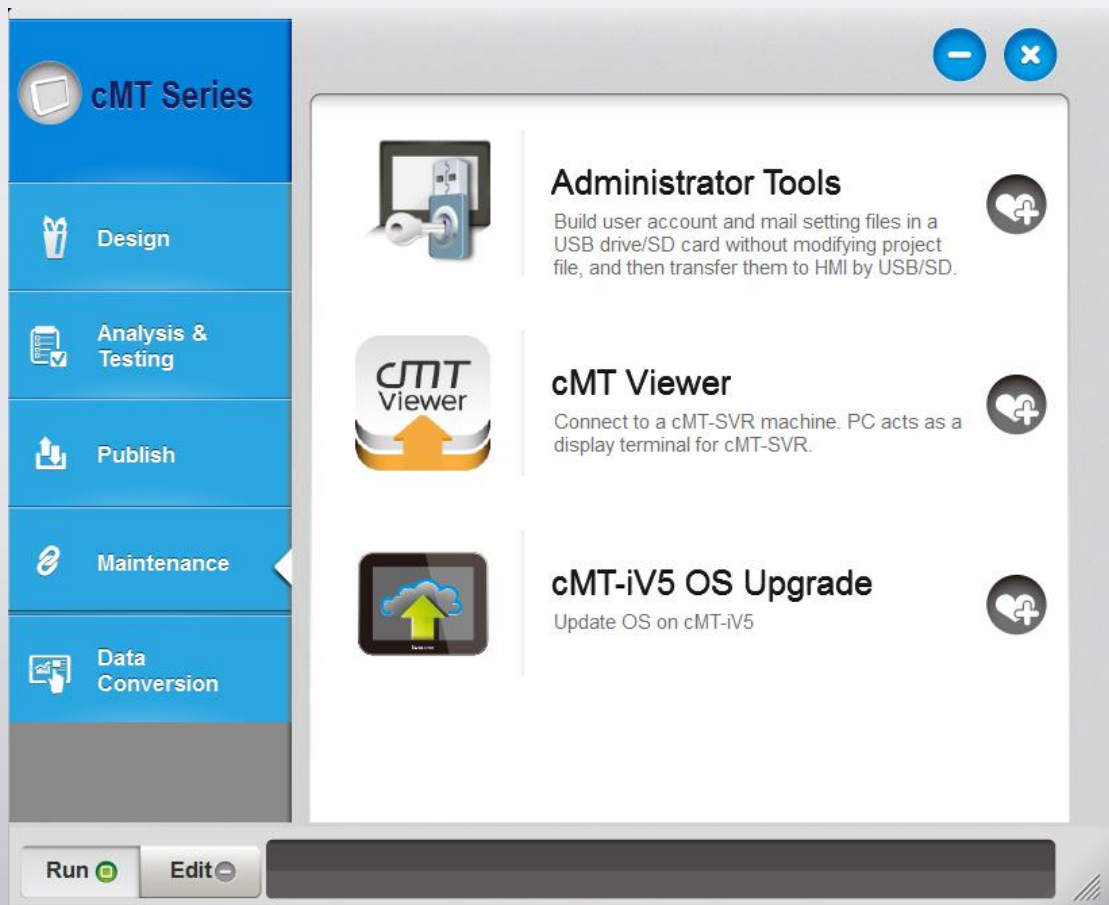 cMT Series
Design
Analysis &
Testing
Publish
Maintenance
Data
Conversion
Administrator Tools
Build user account and mail setting files in a
USB drive/SD card without modifying project
file, and then transfer them to HMI by USB/SD.
cMT
Viewer
cMT Viewer
Connect to a cMT-SVR machine. PC acts as a
display terminal for cMT-SVR.
cMT-iV5 OS Upgrade
Update OS on cMT-iV5
Run
Edit